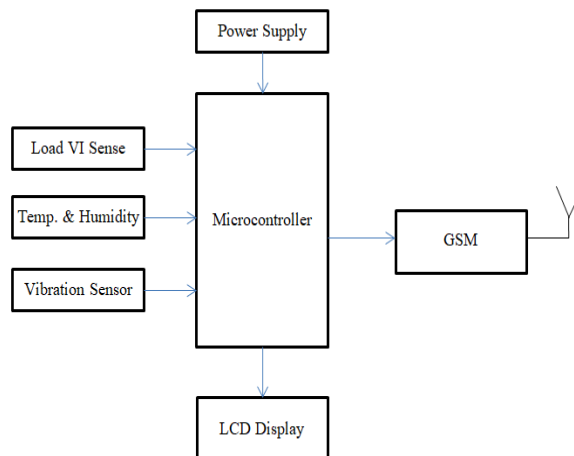 Power Supply
Load VI Sense
Temp. & Humidity
Microcontroller
GSM
Vibration Sensor
LCD Display